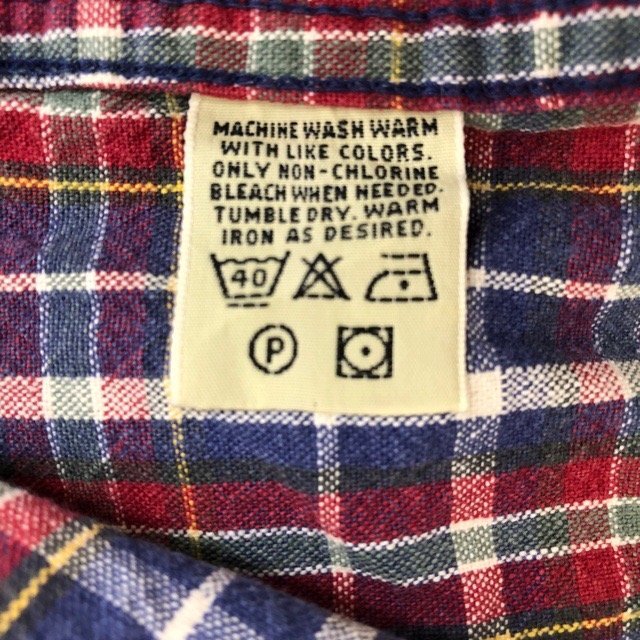 MACHINE WASH WARM
WITH LIKE COLORS.
ONLY NON-CHLORINE
BLEACH WHEN NEEDED.
TUMBLE DRY. WARM
IRON AS DESIRED.
40
P